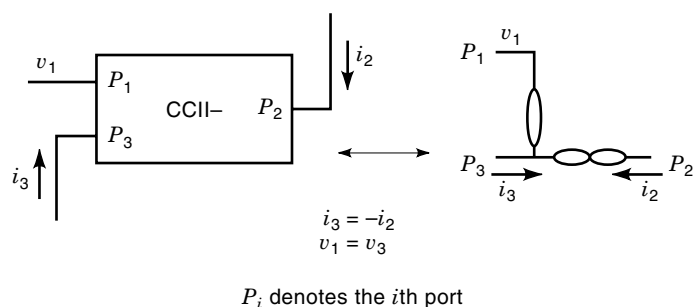 v₁
P₁
CCII–
P₂
i₂
P₃
i₃
P₁
v₁
P₃
i₃
i₂
P₂
i₃ = –i₂
v₁ = v₃
Pᵢ denotes the ith port